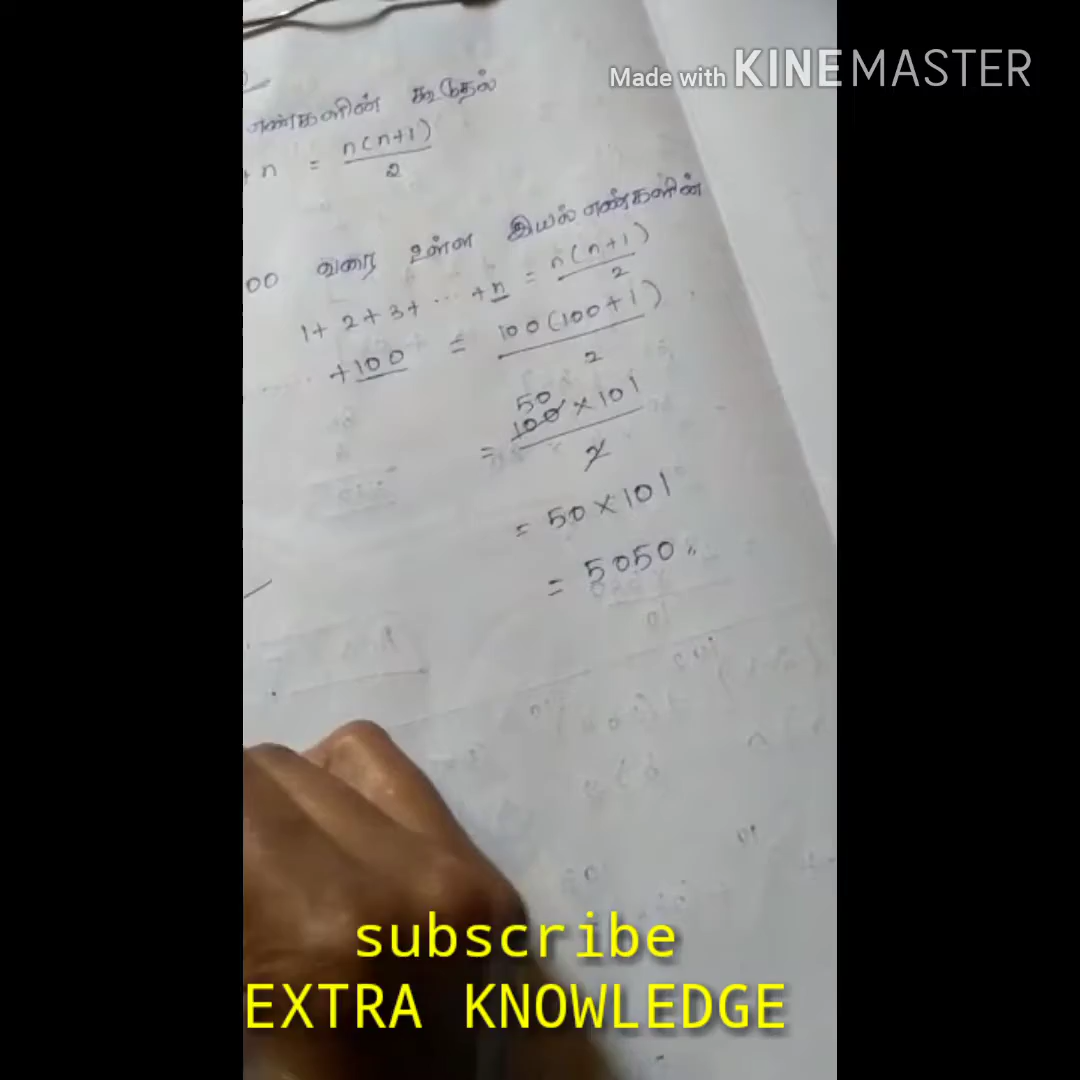 Made with KINEMASTER
எண்களின் கூடுதல்
+n = n(n+1)
2
00 வரை உள்ள இயல் எண்களின்
1+ 2+ 3+ ... +n = n(n+1)
2
..... +100 = 100(100+1)
2
50
= 100 × 101
2
= 50 × 101
= 5050
subscribe
EXTRA KNOWLEDGE